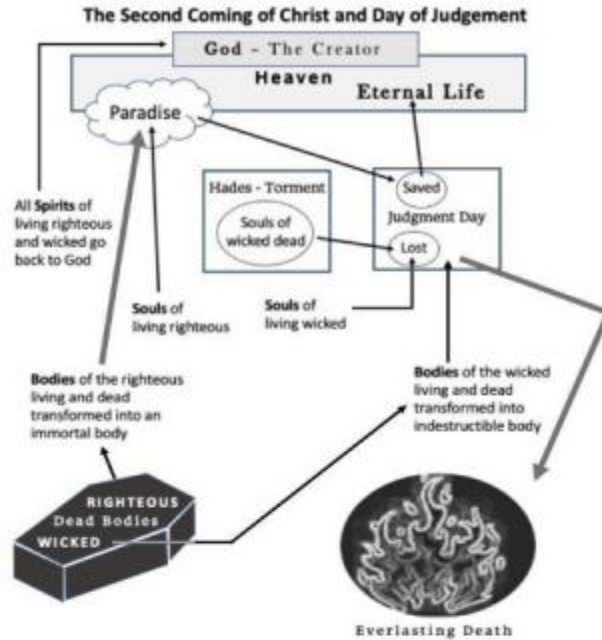 The Second Coming of Christ and Day of Judgement
God - The Creator
Heaven
Eternal Life
Paradise
Hades - Torment
Souls of
wicked dead
Saved
Judgment Day
Lost
All Spirits of
living righteous
and wicked go
back to God
Souls of
living righteous
Souls of
living wicked
Bodies of the righteous
living and dead
transformed into an
immortal body
Bodies of the wicked
living and dead
transformed into
indestructible body
RIGHTEOUS
Dead Bodies
WICKED
Everlasting Death